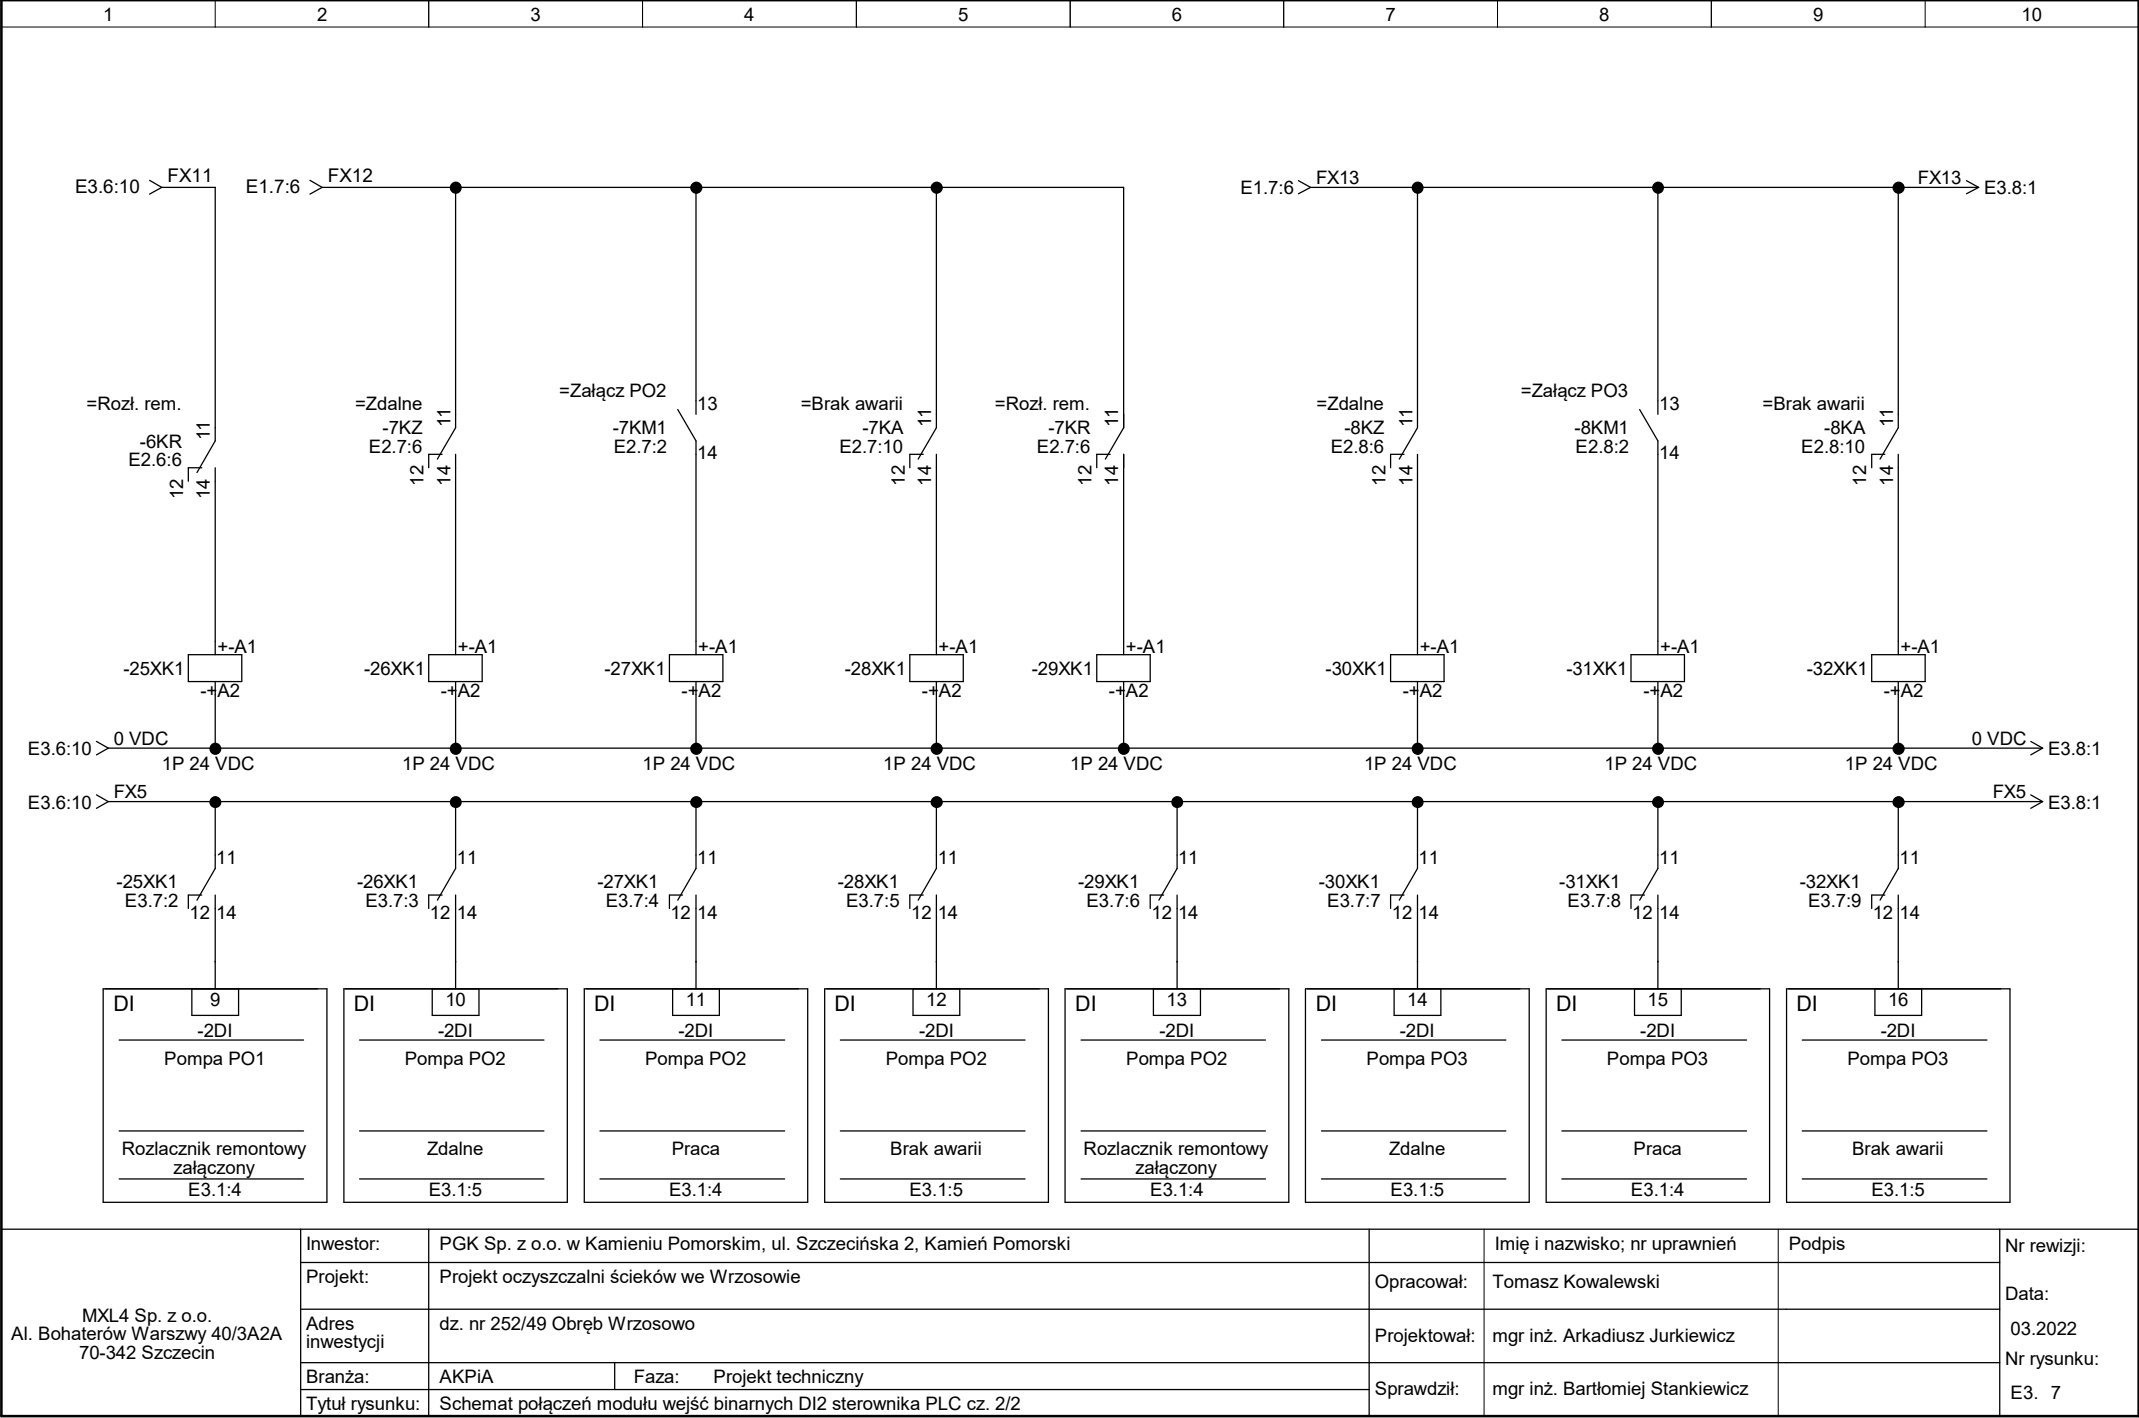 1 2 3 4 5 6 7 8 9 10
E3.6:10 FX11 E1.7:6 FX12 E1.7:6 FX13 FX13 E3.8:1
=Rozł. rem.
-6KR
E2.6:6
11
12
14
=Zdalne
-7KZ
E2.7:6
11
12
14
=Załącz PO2
-7KM1
E2.7:2
13
14
=Brak awarii
-7KA
E2.7:10
11
12
14
=Rozł. rem.
-7KR
E2.7:6
11
12
14
=Zdalne
-8KZ
E2.8:6
11
12
14
=Załącz PO3
-8KM1
E2.8:2
13
14
=Brak awarii
-8KA
E2.8:10
11
12
14
+-A1 +-A1 +-A1 +-A1 +-A1 +-A1 +-A1 +-A1
-25XK1 -26XK1 -27XK1 -28XK1 -29XK1 -30XK1 -31XK1 -32XK1
-+A2 -+A2 -+A2 -+A2 -+A2 -+A2 -+A2 -+A2
E3.6:10 0 VDC 0 VDC E3.8:1
1P 24 VDC 1P 24 VDC 1P 24 VDC 1P 24 VDC 1P 24 VDC 1P 24 VDC 1P 24 VDC 1P 24 VDC
E3.6:10 FX5 FX5 E3.8:1
11 11 11 11 11 11 11 11
-25XK1 -26XK1 -27XK1 -28XK1 -29XK1 -30XK1 -31XK1 -32XK1
E3.7:2 E3.7:3 E3.7:4 E3.7:5 E3.7:6 E3.7:7 E3.7:8 E3.7:9
12 14 12 14 12 14 12 14 12 14 12 14 12 14 12 14
DI 9
-2DI
Pompa PO1
Rozlacznik remontowy
załączony
E3.1:4
DI 10
-2DI
Pompa PO2
Zdalne
E3.1:5
DI 11
-2DI
Pompa PO2
Praca
E3.1:4
DI 12
-2DI
Pompa PO2
Brak awarii
E3.1:5
DI 13
-2DI
Pompa PO2
Rozlacznik remontowy
załączony
E3.1:4
DI 14
-2DI
Pompa PO3
Zdalne
E3.1:5
DI 15
-2DI
Pompa PO3
Praca
E3.1:4
DI 16
-2DI
Pompa PO3
Brak awarii
E3.1:5
MXL4 Sp. z o.o.
Al. Bohaterów Warszwy 40/3A2A
70-342 Szczecin
Inwestor: PGK Sp. z o.o. w Kamieniu Pomorskim, ul. Szczecińska 2, Kamień Pomorski
Projekt: Projekt oczyszczalni ścieków we Wrzosowie
Adres
inwestycji
dz. nr 252/49 Obręb Wrzosowo
Branża: AKPiA Faza: Projekt techniczny
Tytuł rysunku: Schemat połączeń modułu wejść binarnych DI2 sterownika PLC cz. 2/2
Imię i nazwisko; nr uprawnień Podpis
Opracował: Tomasz Kowalewski
Projektował: mgr inż. Arkadiusz Jurkiewicz
Sprawdził: mgr inż. Bartłomiej Stankiewicz
Nr rewizji:
Data:
03.2022
Nr rysunku:
E3. 7